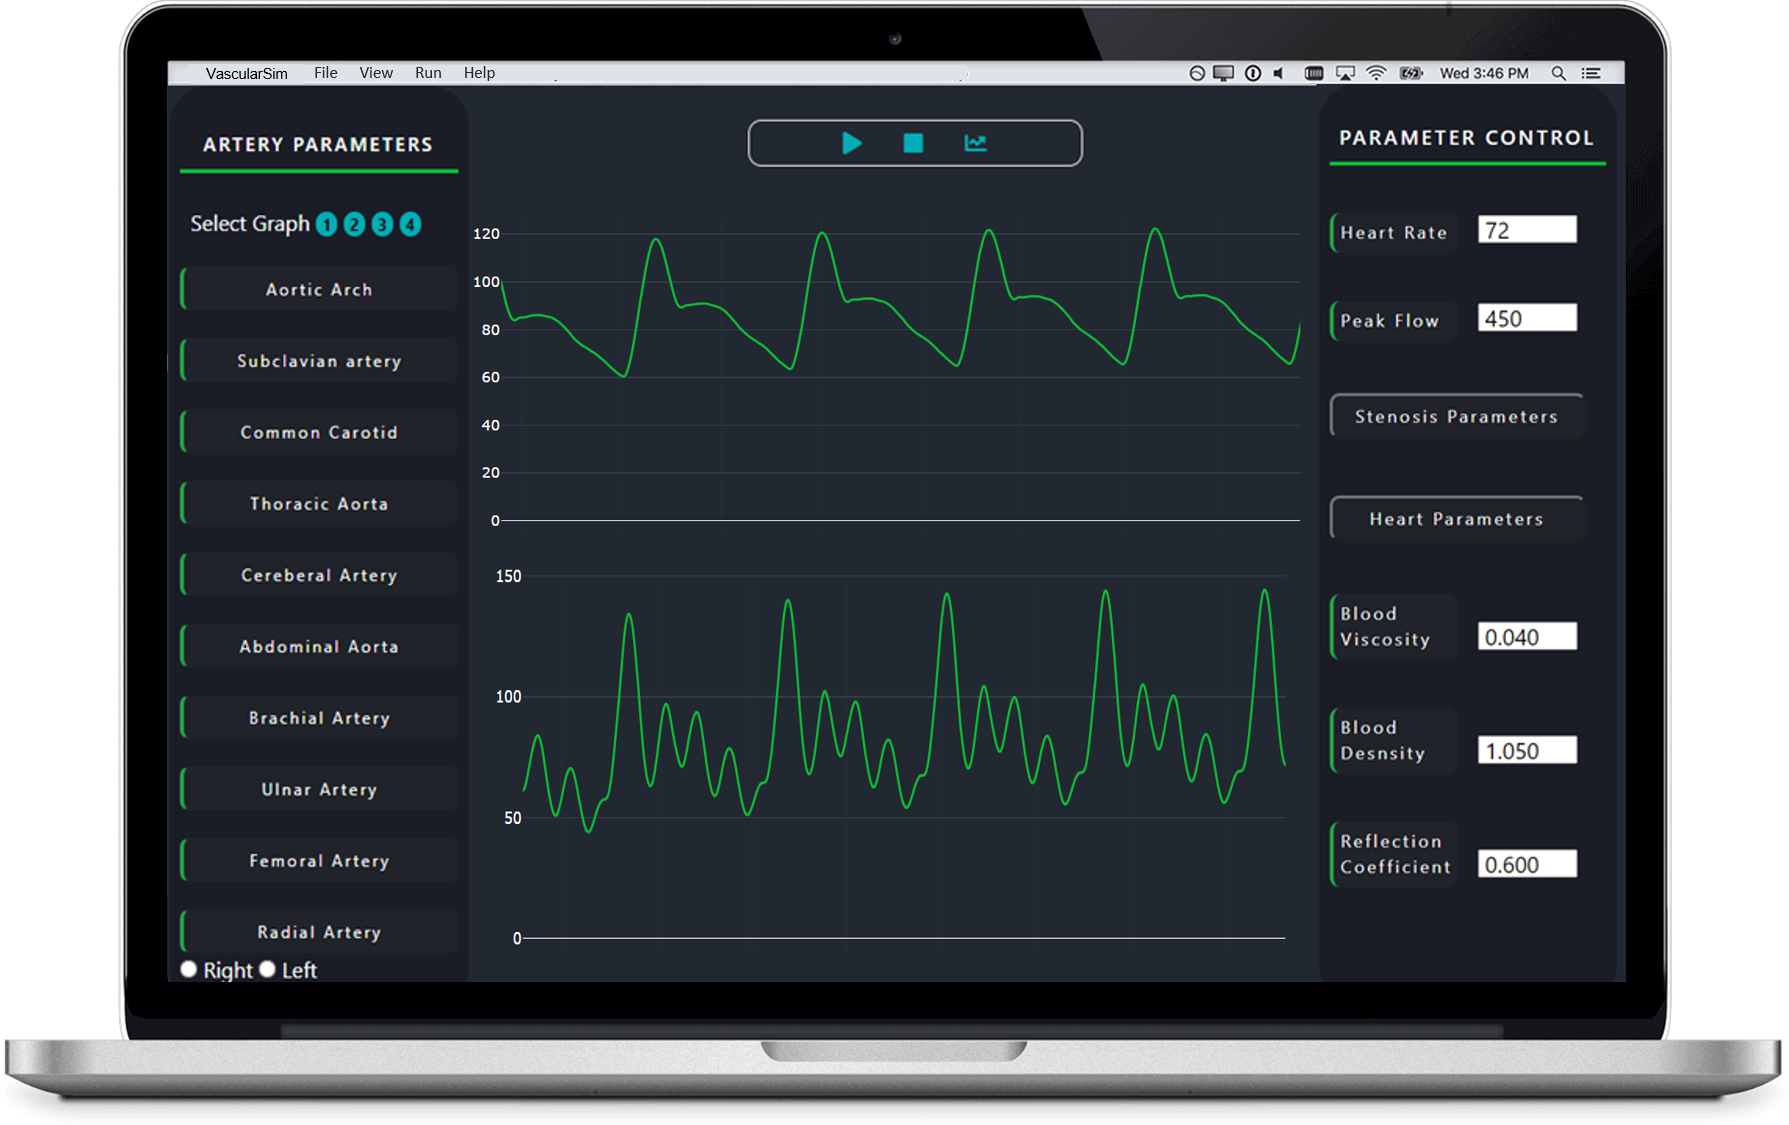 VascularSim File View Run Help
Wed 3:46 PM
ARTERY PARAMETERS
Select Graph 1 2 3 4
Aortic Arch
Subclavian artery
Common Carotid
Thoracic Aorta
Cereberal Artery
Abdominal Aorta
Brachial Artery
Ulnar Artery
Femoral Artery
Radial Artery
Right Left
120
100
80
60
40
20
0
150
100
50
0
PARAMETER CONTROL
Heart Rate 72
Peak Flow 450
Stenosis Parameters
Heart Parameters
Blood
Viscosity 0.040
Blood
Desnsity 1.050
Reflection
Coefficient 0.600